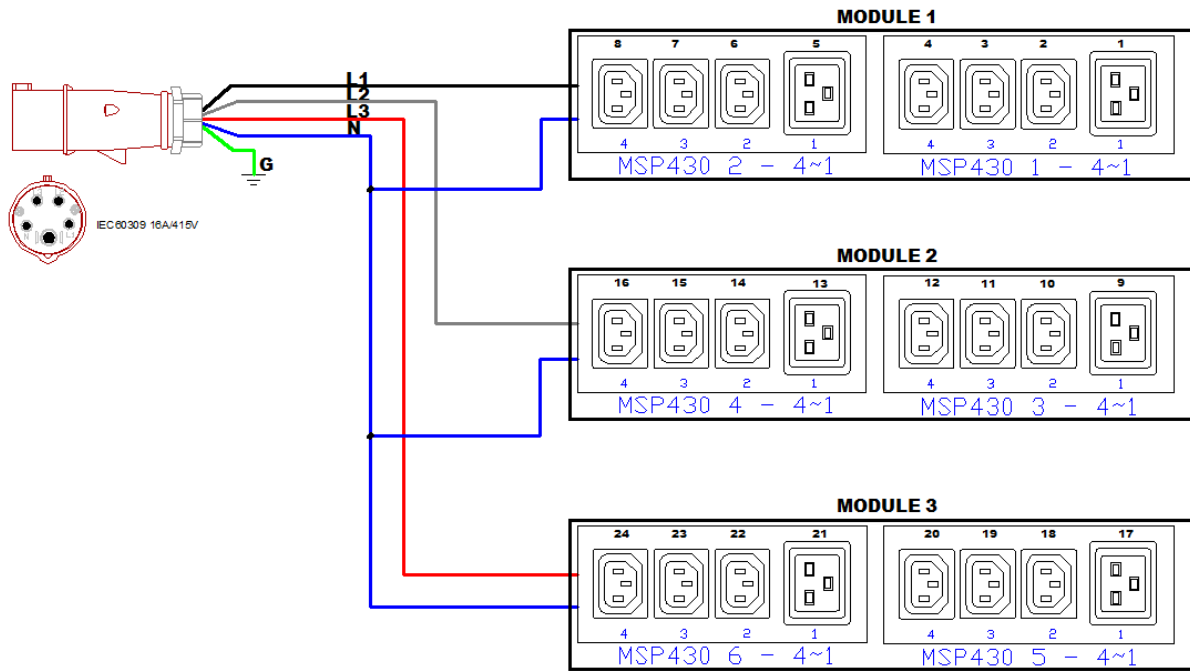 MODULE 1
8 7 6 5 4 3 2 1
4 3 2 1 4 3 2 1
MSP430 2 - 4~1 MSP430 1 - 4~1
L1
L2
L3
N
G
IEC60309 16A/415V
N L1
MODULE 2
16 15 14 13 12 11 10 9
4 3 2 1 4 3 2 1
MSP430 4 - 4~1 MSP430 3 - 4~1
MODULE 3
24 23 22 21 20 19 18 17
4 3 2 1 4 3 2 1
MSP430 6 - 4~1 MSP430 5 - 4~1